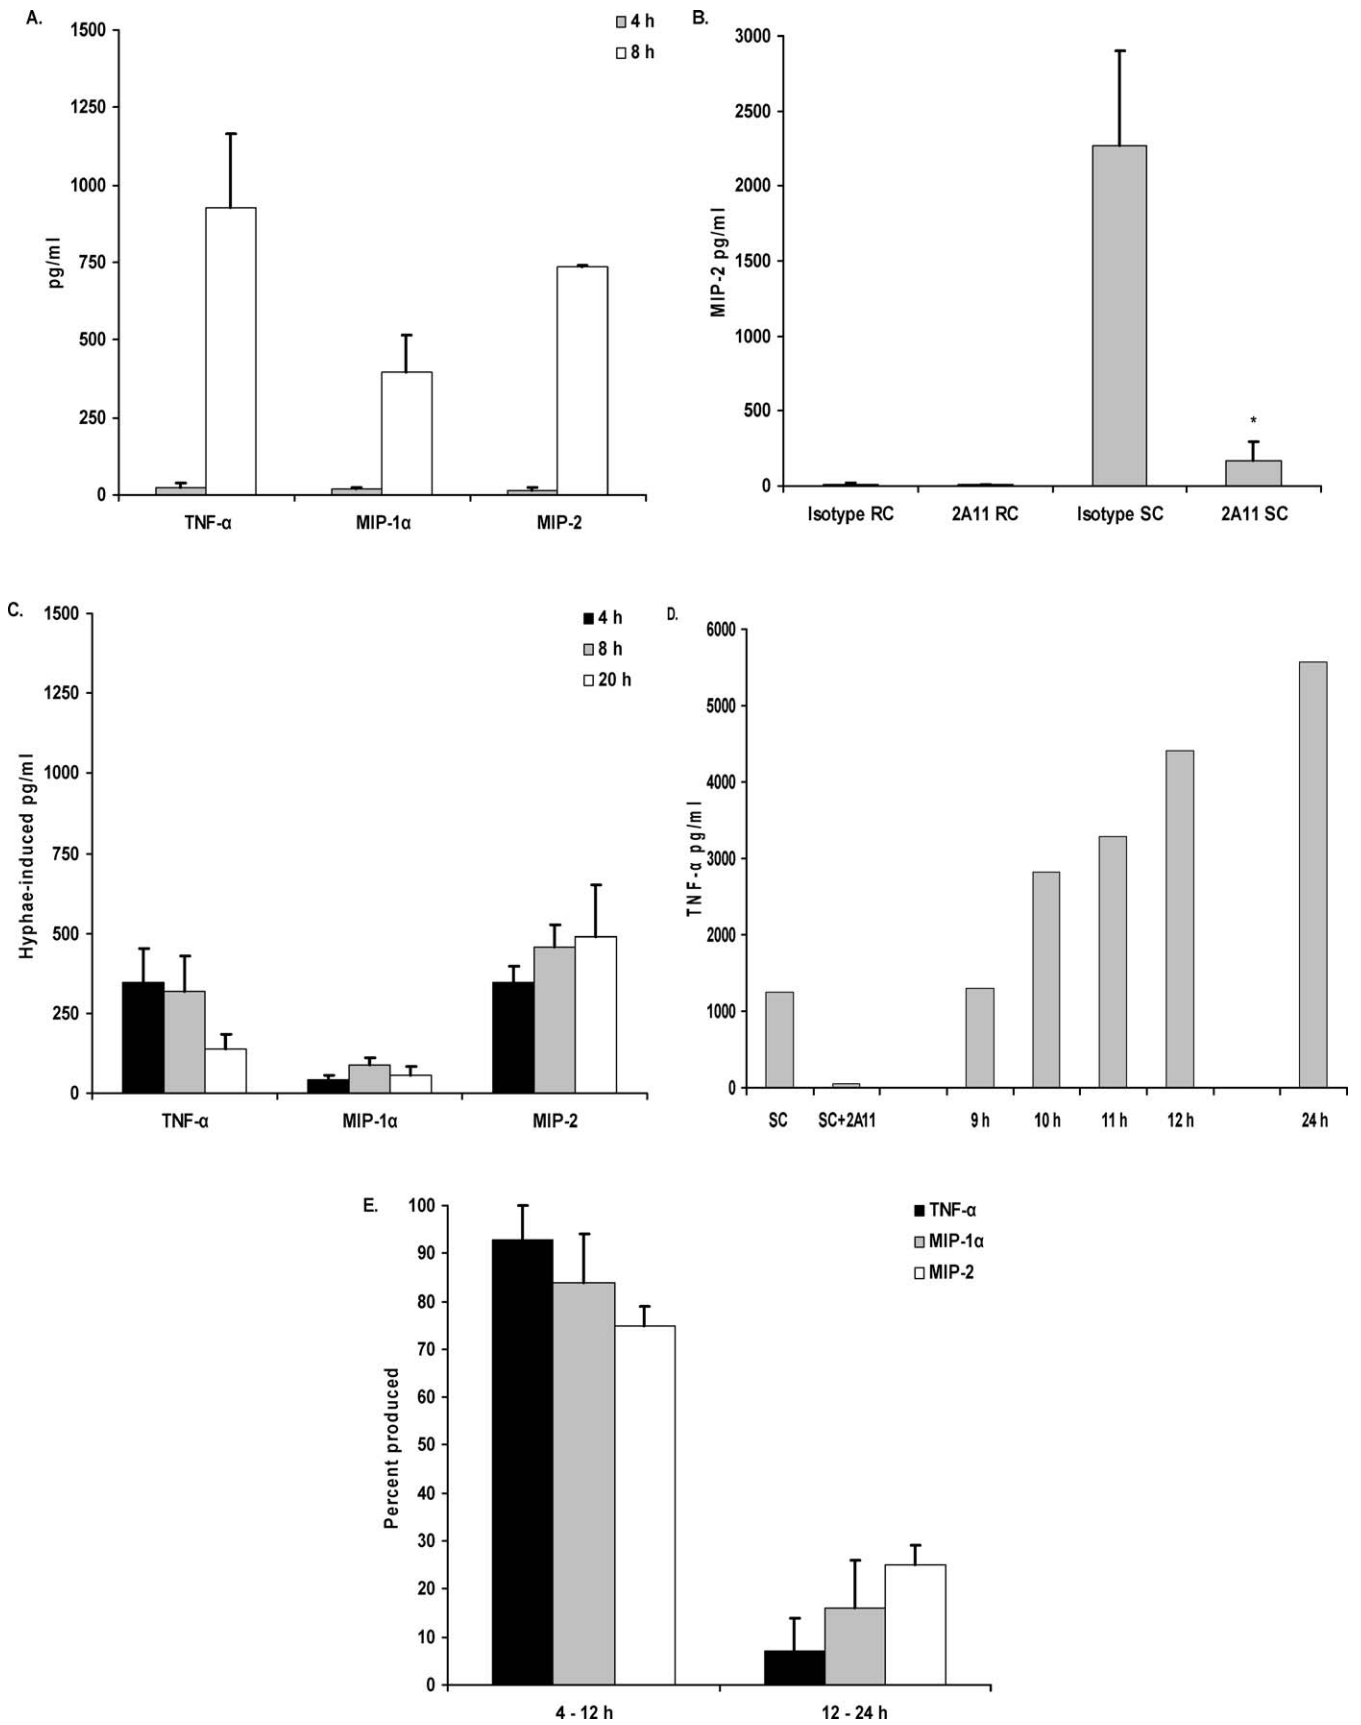 A.
1500
1250
1000
750
500
250
0
pg/ml
4 h
8 h
TNF-α
MIP-1α
MIP-2
B.
3000
2500
2000
1500
1000
500
0
MIP-2 pg/ml
*
Isotype RC
2A11 RC
Isotype SC
2A11 SC
C.
1500
1250
1000
750
500
250
0
Hyphae-induced pg/ml
4 h
8 h
20 h
TNF-α
MIP-1α
MIP-2
D.
6000
5000
4000
3000
2000
1000
0
TNF-α pg/ml
SC
SC+2A11
9 h
10 h
11 h
12 h
24 h
E.
100
90
80
70
60
50
40
30
20
10
0
Percent produced
TNF-α
MIP-1α
MIP-2
4 - 12 h
12 - 24 h